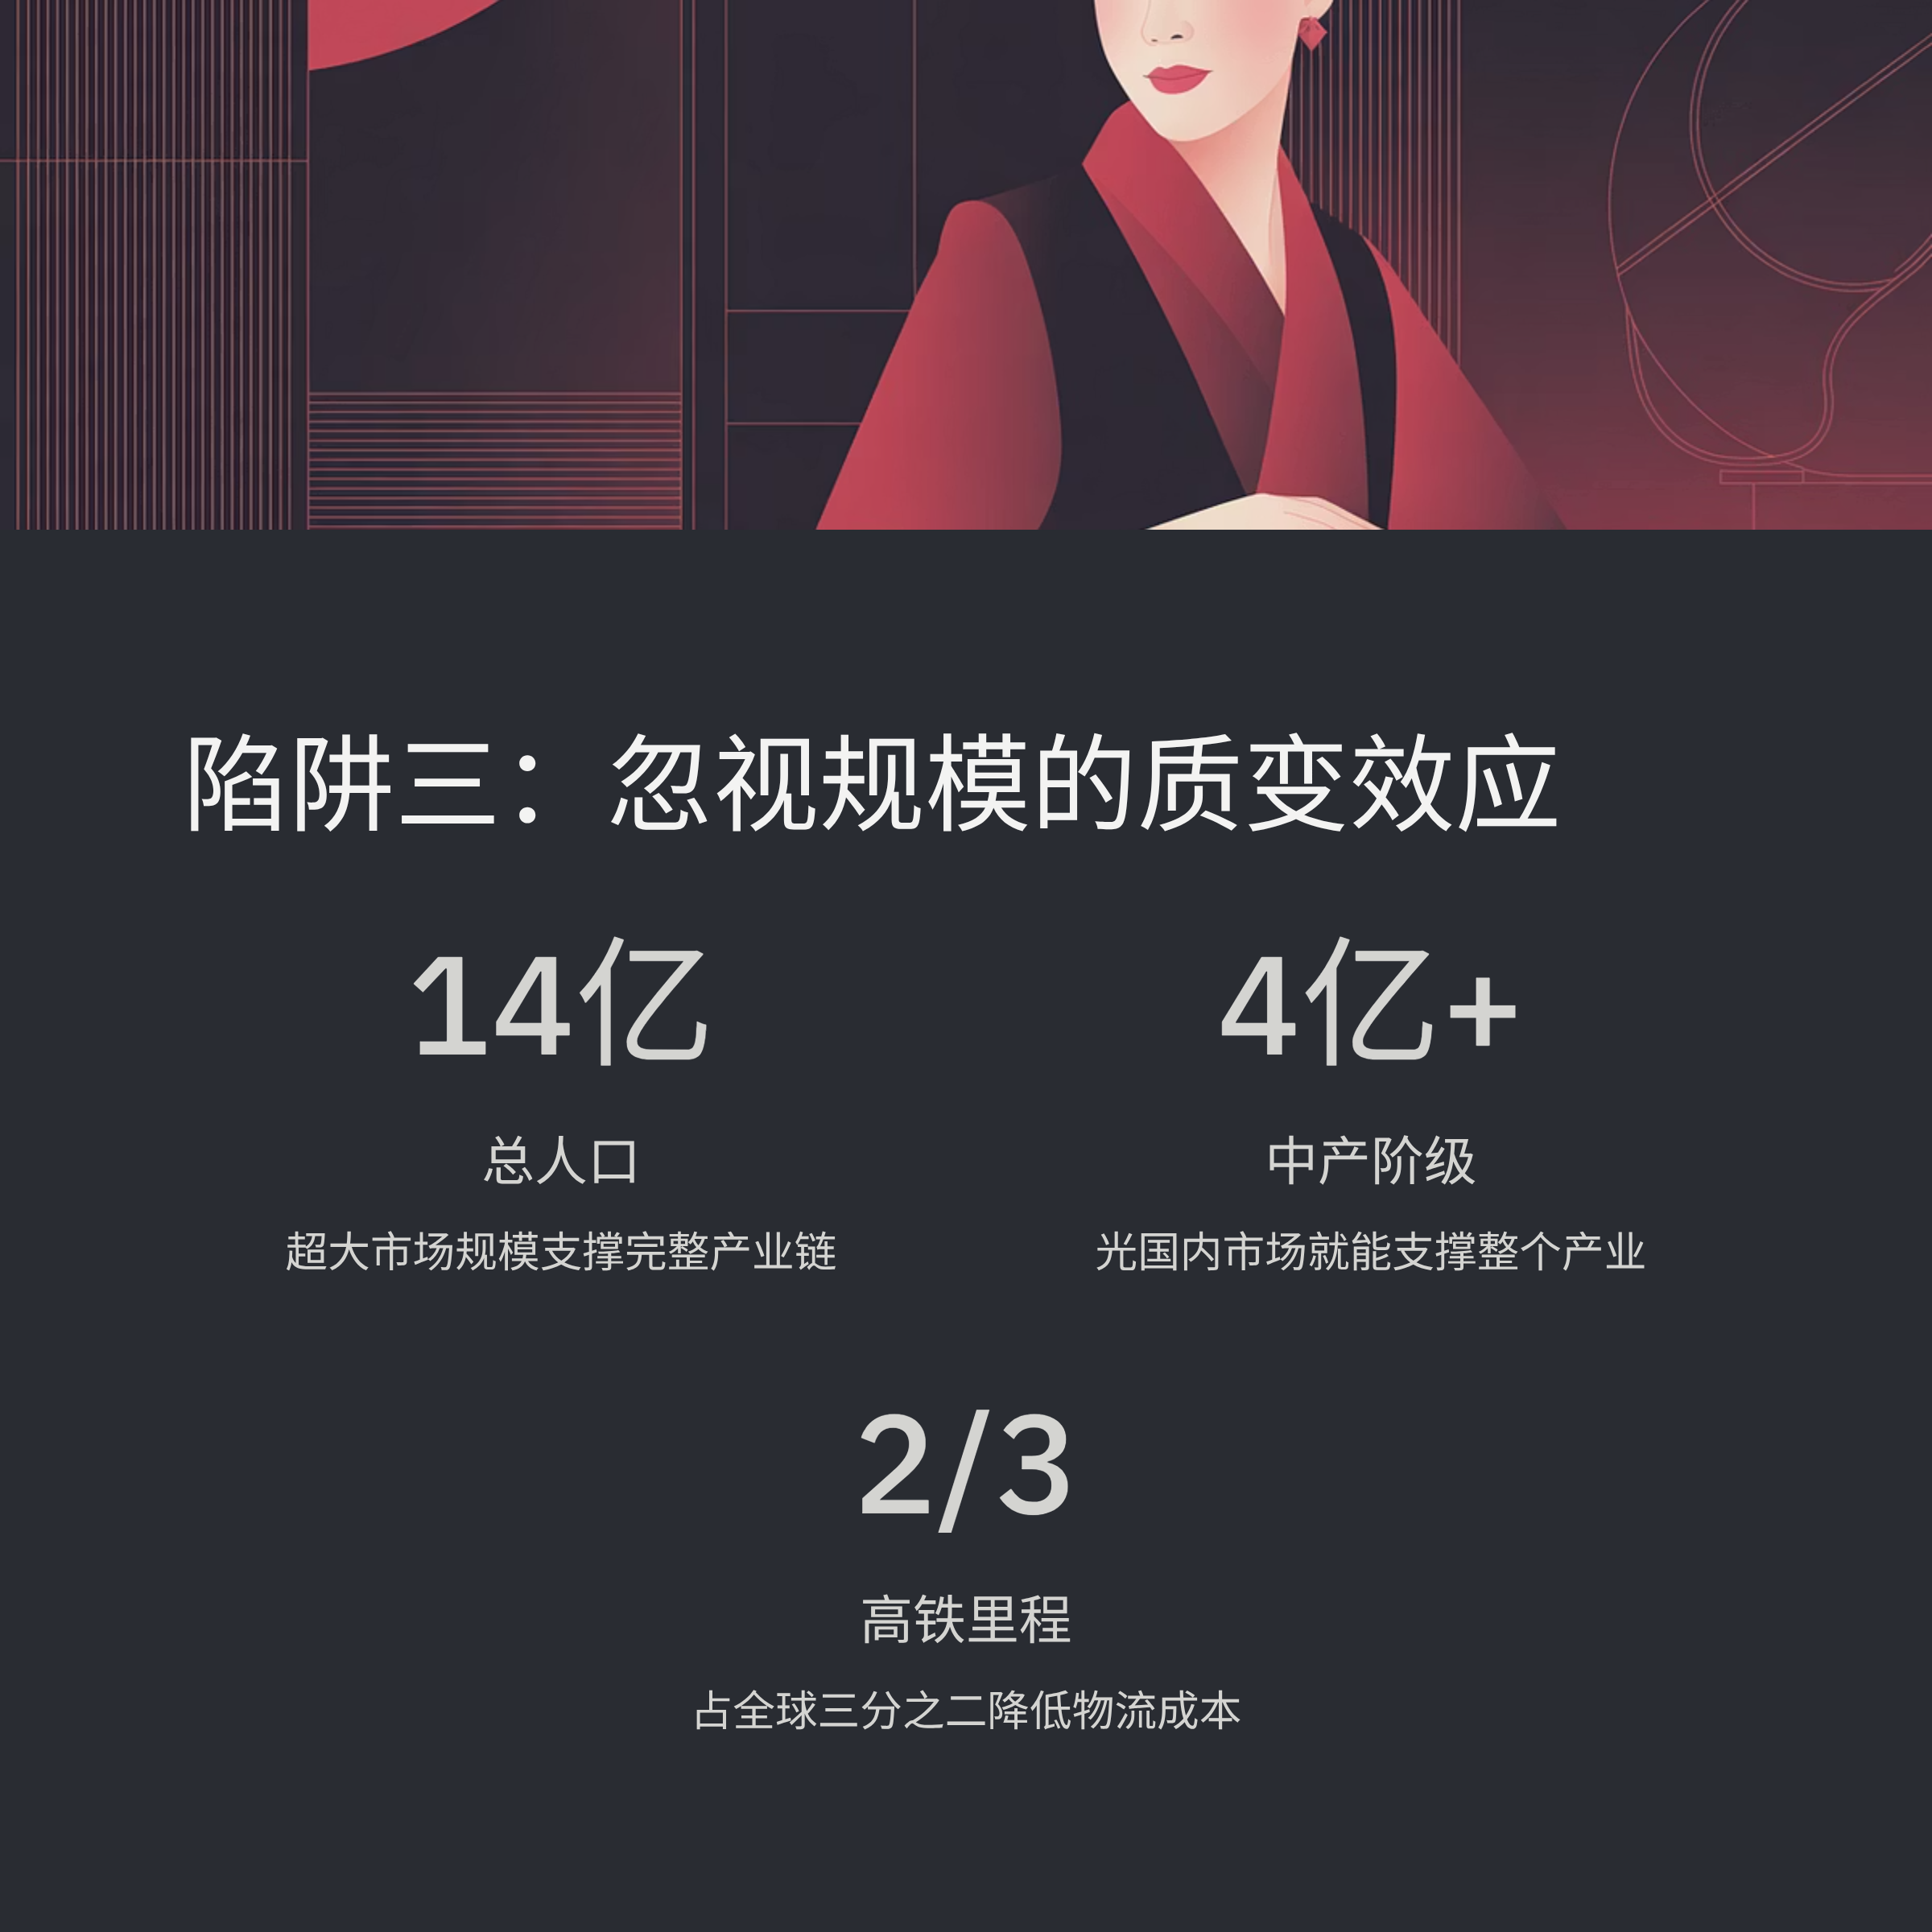 陷阱三：忽视规模的质变效应
14亿
总人口
超大市场规模支撑完整产业链
4亿+
中产阶级
光国内市场就能支撑整个产业
2/3
高铁里程
占全球三分之二降低物流成本